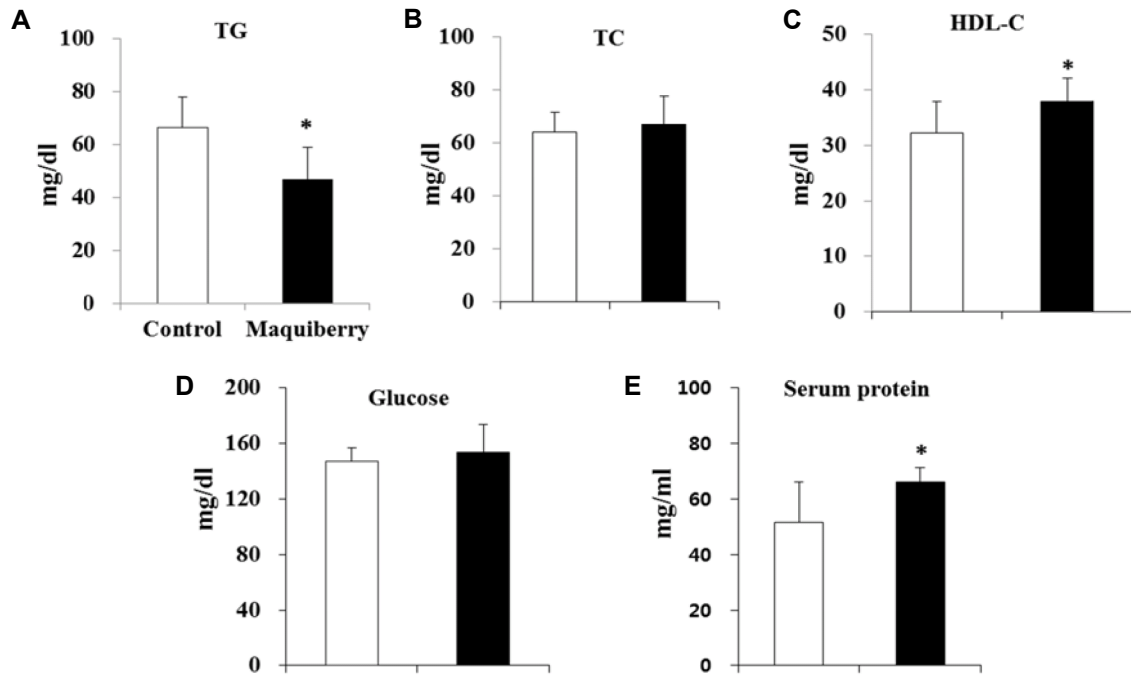 A
TG
mg/dl
100
80
60
40
20
0
*
Control
Maquiberry
B
TC
mg/dl
100
80
60
40
20
0
C
HDL-C
mg/dl
50
40
30
20
10
0
*
D
Glucose
mg/dl
200
160
120
80
40
0
E
Serum protein
mg/ml
100
80
60
40
20
0
*